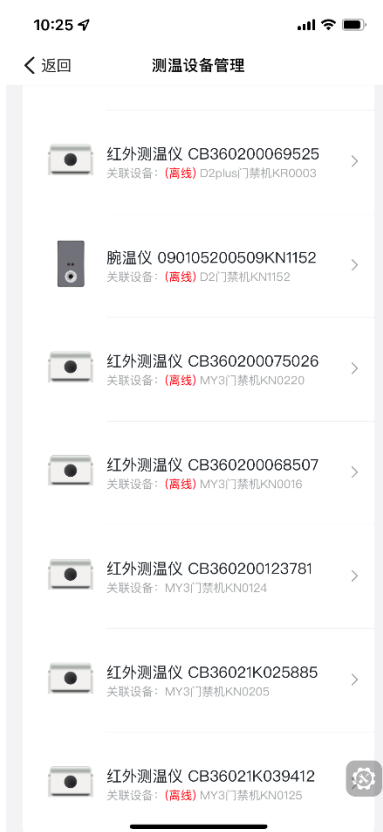 10:25
返回
测温设备管理
红外测温仪 CB360200069525
关联设备：(离线) D2plus门禁机KR0003
腕温仪 090105200509KN1152
关联设备：(离线) D2门禁机KN1152
红外测温仪 CB360200075026
关联设备：(离线) MY3门禁机KN0220
红外测温仪 CB360200068507
关联设备：(离线) MY3门禁机KN0016
红外测温仪 CB360200123781
关联设备：MY3门禁机KN0124
红外测温仪 CB36021K025885
关联设备：MY3门禁机KN0205
红外测温仪 CB36021K039412
关联设备：(离线) MY3门禁机KN0125